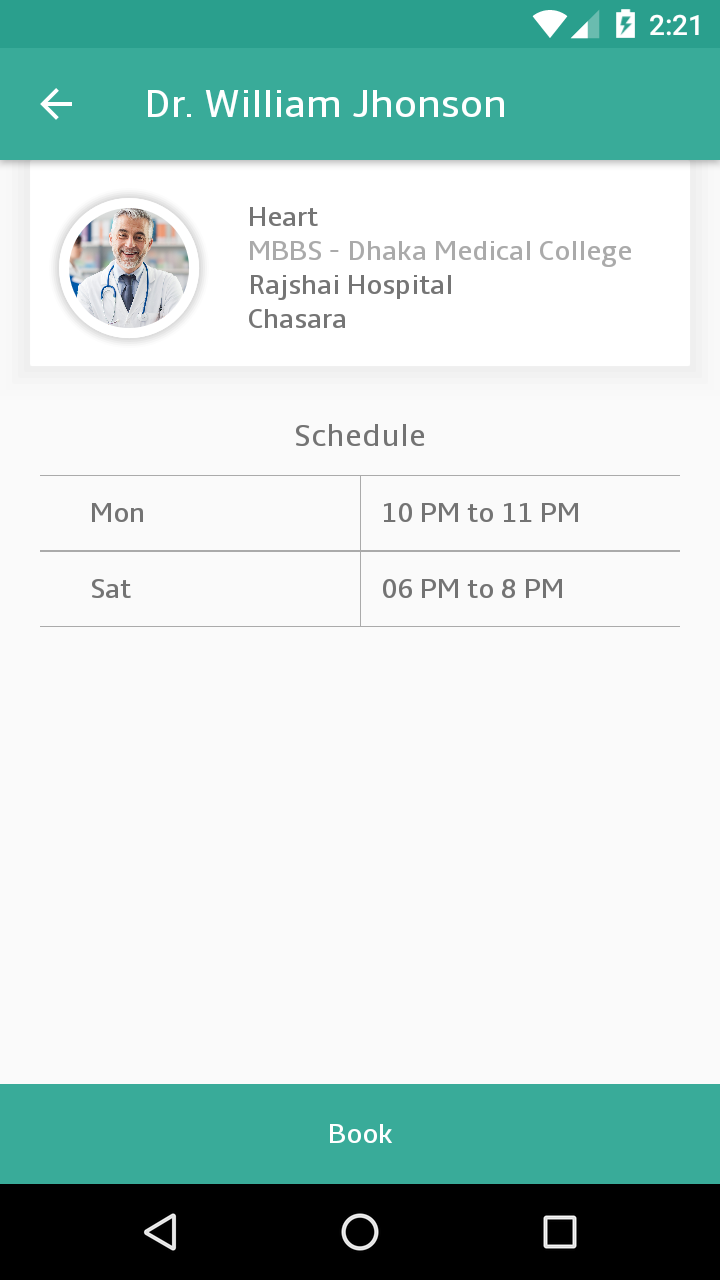 2:21
Dr. William Jhonson
Heart
MBBS - Dhaka Medical College
Rajshai Hospital
Chasara
Schedule
Mon 10 PM to 11 PM
Sat 06 PM to 8 PM
Book